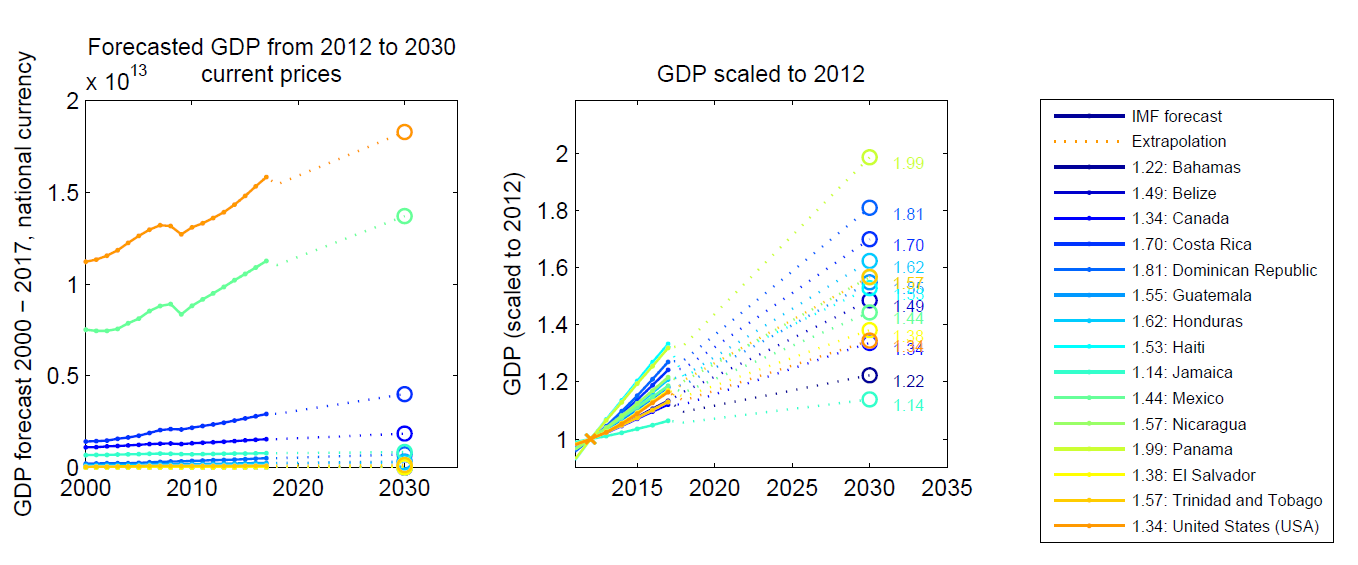 Forecasted GDP from 2012 to 2030
current prices
x 10^13
GDP forecast 2000 – 2017, national currency
2
1.5
1
0.5
0
2000 2010 2020 2030
GDP scaled to 2012
GDP (scaled to 2012)
2
1.8
1.6
1.4
1.2
1
2015 2020 2025 2030 2035
1.99
1.81
1.70
1.62
1.57
1.55
1.49
1.44
1.38
1.34
1.22
1.14
IMF forecast
Extrapolation
1.22: Bahamas
1.49: Belize
1.34: Canada
1.70: Costa Rica
1.81: Dominican Republic
1.55: Guatemala
1.62: Honduras
1.53: Haiti
1.14: Jamaica
1.44: Mexico
1.57: Nicaragua
1.99: Panama
1.38: El Salvador
1.57: Trinidad and Tobago
1.34: United States (USA)